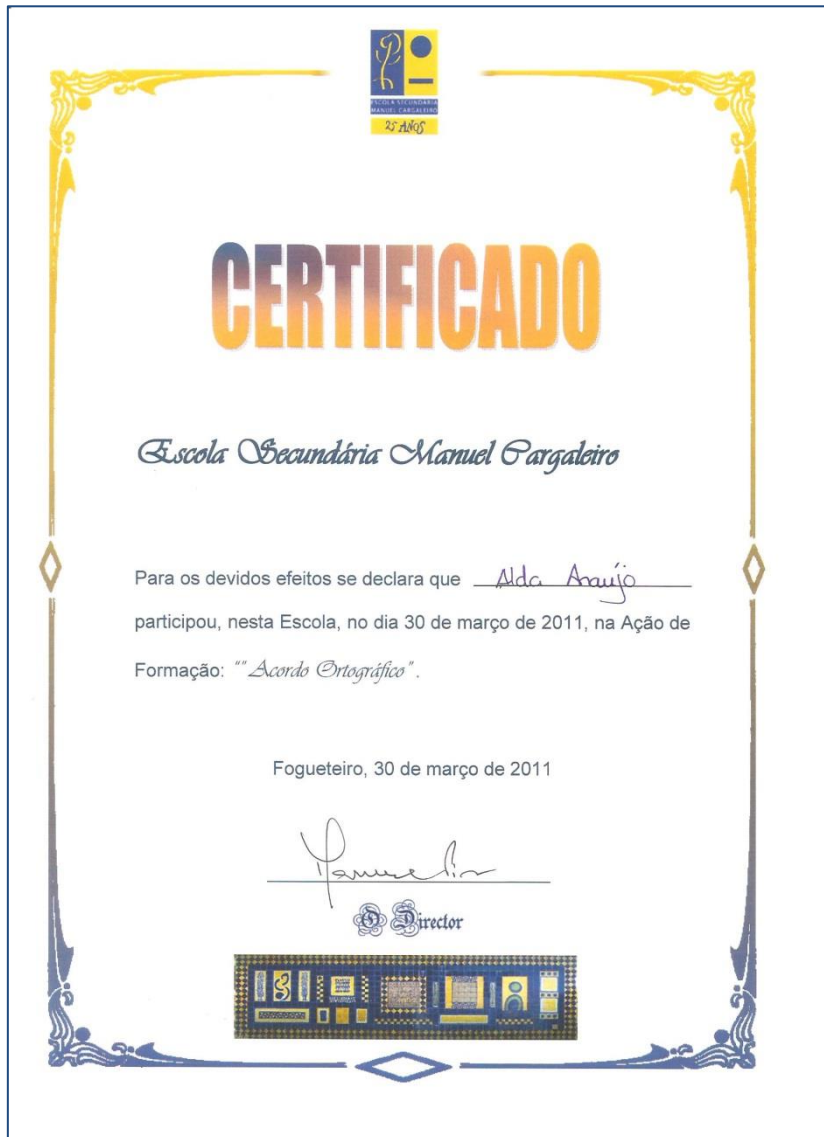 ESCOLA SECUNDÁRIA
MANUEL CARGALEIRO
25 ANOS
CERTIFICADO
Escola Secundária Manuel Cargaleiro
Para os devidos efeitos se declara que Alda Araújo
participou, nesta Escola, no dia 30 de março de 2011, na Ação de
Formação: "" Acordo Ortográfico".
Fogueteiro, 30 de março de 2011
O Director